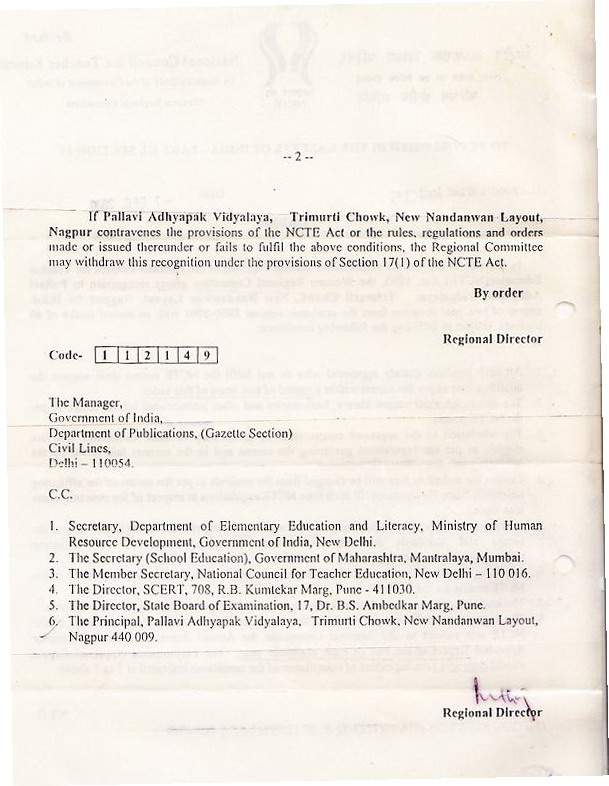 -- 2 --
If Pallavi Adhyapak Vidyalaya, Trimurti Chowk, New Nandanwan Layout,
Nagpur contravenes the provisions of the NCTE Act or the rules, regulations and orders
made or issued thereunder or fails to fulfil the above conditions, the Regional Committee
may withdraw this recognition under the provisions of Section 17(1) of the NCTE Act.
By order
Regional Director
Code- 1 1 2 1 4 9
The Manager,
Government of India,
Department of Publications, (Gazette Section)
Civil Lines,
Delhi – 110054.
C.C.
1. Secretary, Department of Elementary Education and Literacy, Ministry of Human
Resource Development, Government of India, New Delhi.
2. The Secretary (School Education), Government of Maharashtra, Mantralaya, Mumbai.
3. The Member Secretary, National Council for Teacher Education, New Delhi – 110 016.
4. The Director, SCERT, 708, R.B. Kumtekar Marg, Pune - 411030.
5. The Director, State Board of Examination, 17, Dr. B.S. Ambedkar Marg, Pune.
6. The Principal, Pallavi Adhyapak Vidyalaya, Trimurti Chowk, New Nandanwan Layout,
Nagpur 440 009.
Regional Director